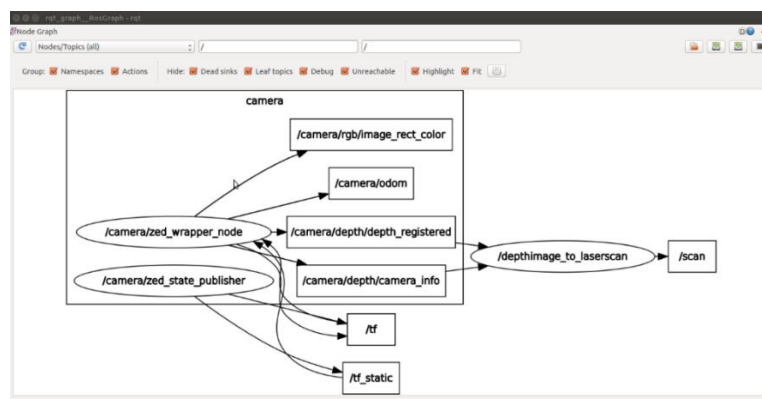 rqt_graph__RosGraph - rqt
Node Graph
Nodes/Topics (all)
/
/
Group: Namespaces Actions Hide: Dead sinks Leaf topics Debug Unreachable Highlight Fit
camera
/camera/rgb/image_rect_color
/camera/odom
/camera/zed_wrapper_node
/camera/depth/depth_registered
/depthimage_to_laserscan
/scan
/camera/zed_state_publisher
/camera/depth/camera_info
/tf
/tf_static